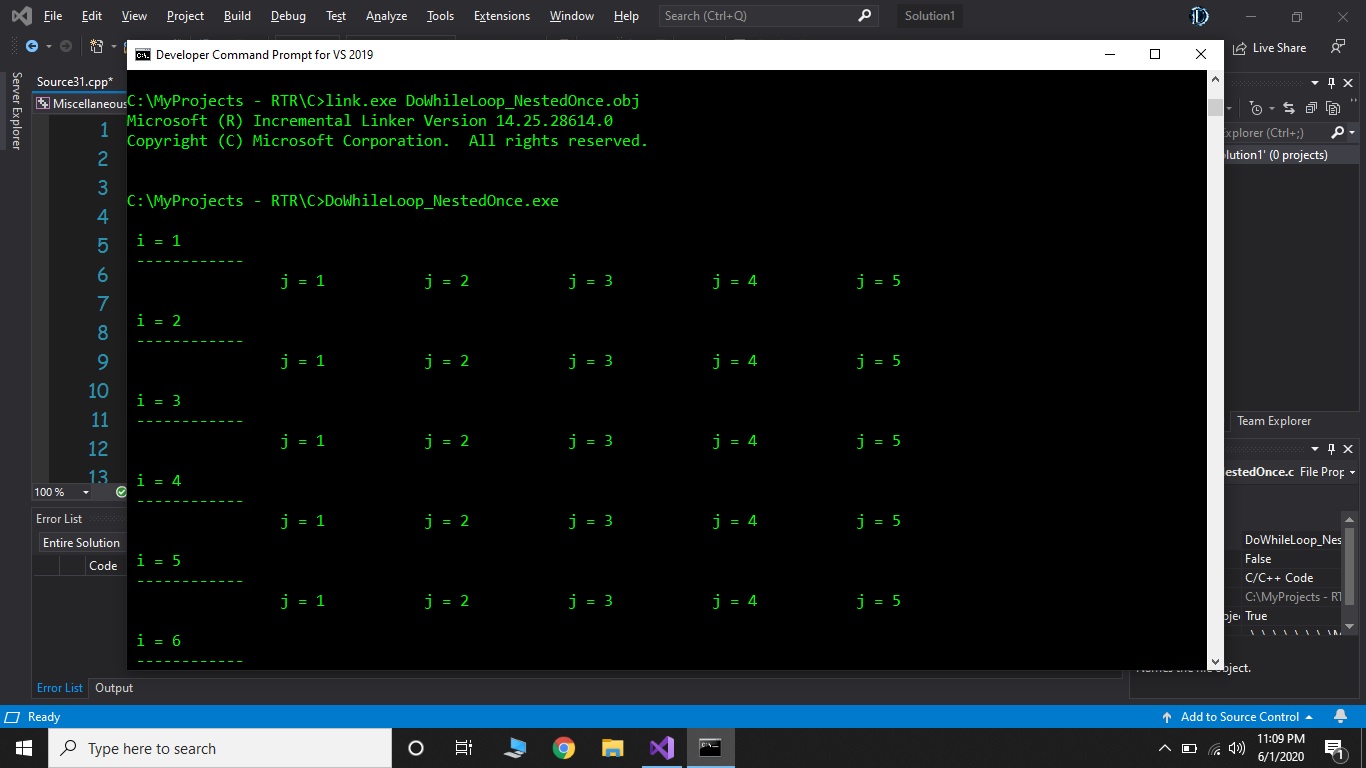 File Edit View Project Build Debug Test Analyze Tools Extensions Window Help Search (Ctrl+Q) Solution1
Live Share
Developer Command Prompt for VS 2019
Server Explorer
Source31.cpp*
Miscellaneous
1
2
3
4
5
6
7
8
9
10
11
12
13
100 %
C:\MyProjects - RTR\C>link.exe DoWhileLoop_NestedOnce.obj
Microsoft (R) Incremental Linker Version 14.25.28614.0
Copyright (C) Microsoft Corporation.  All rights reserved.
C:\MyProjects - RTR\C>DoWhileLoop_NestedOnce.exe
i = 1
------------
j = 1 j = 2 j = 3 j = 4 j = 5
i = 2
------------
j = 1 j = 2 j = 3 j = 4 j = 5
i = 3
------------
j = 1 j = 2 j = 3 j = 4 j = 5
i = 4
------------
j = 1 j = 2 j = 3 j = 4 j = 5
i = 5
------------
j = 1 j = 2 j = 3 j = 4 j = 5
i = 6
------------
xplorer (Ctrl+;)
olution1' (0 projects)
Team Explorer
estedOnce.c File Prop
DoWhileLoop_Nes
False
C/C++ Code
C:\MyProjects - RT
True
Error List
Entire Solution
Code
Error List Output
Ready
Add to Source Control
Type here to search
11:09 PM
6/1/2020
1